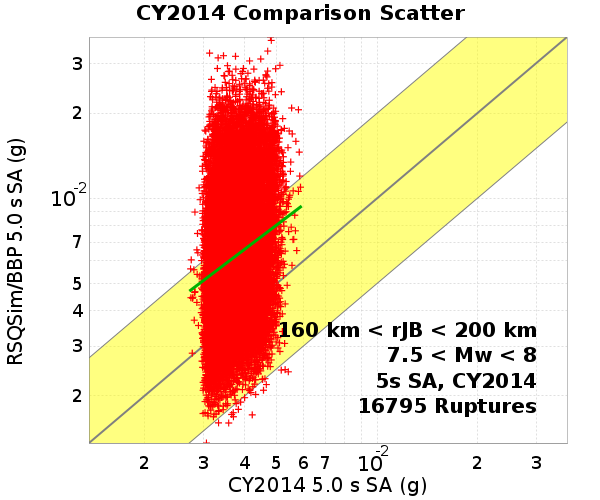 CY2014 Comparison Scatter
RSQSim/BBP 5.0 s SA (g)
3
2
10-2
7
5
4
3
2
160 km < rJB < 200 km
7.5 < Mw < 8
5s SA, CY2014
16795 Ruptures
2 3 4 5 6 7 10-2 2 3
CY2014 5.0 s SA (g)